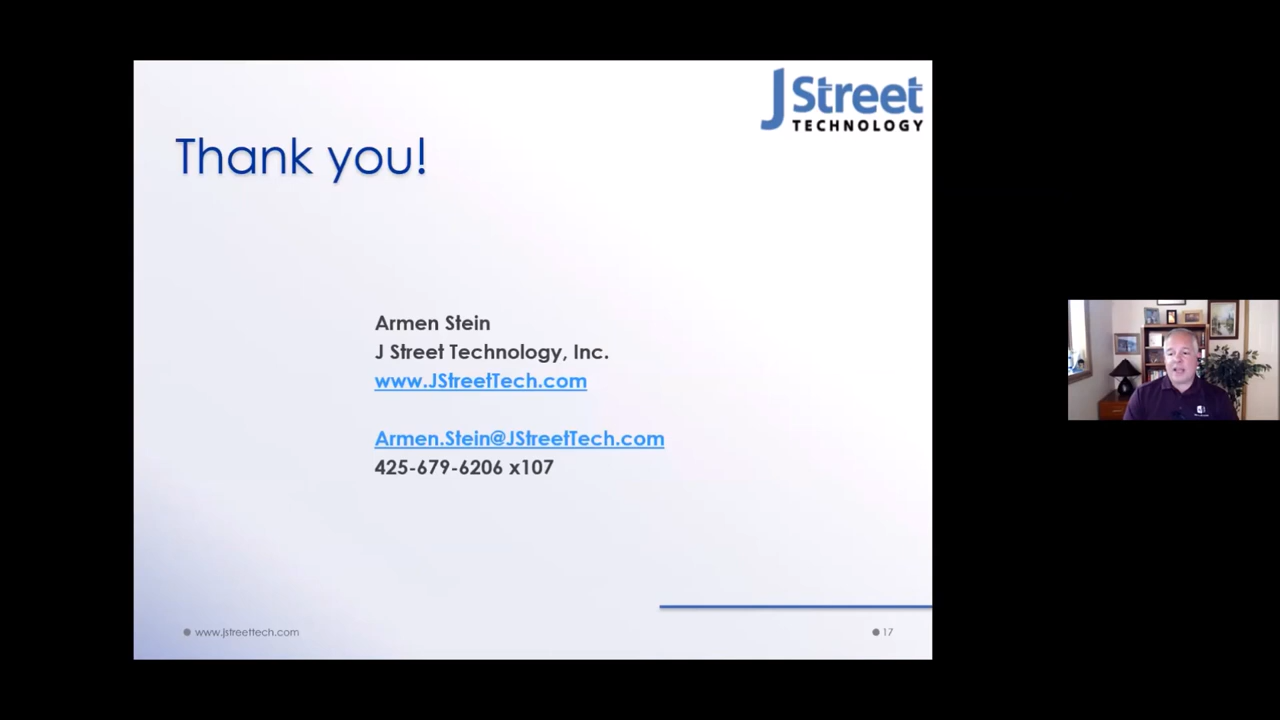 J Street
TECHNOLOGY
Thank you!
Armen Stein
J Street Technology, Inc.
www.JStreetTech.com
Armen.Stein@JStreetTech.com
425-679-6206 x107
www.jstreettech.com
17